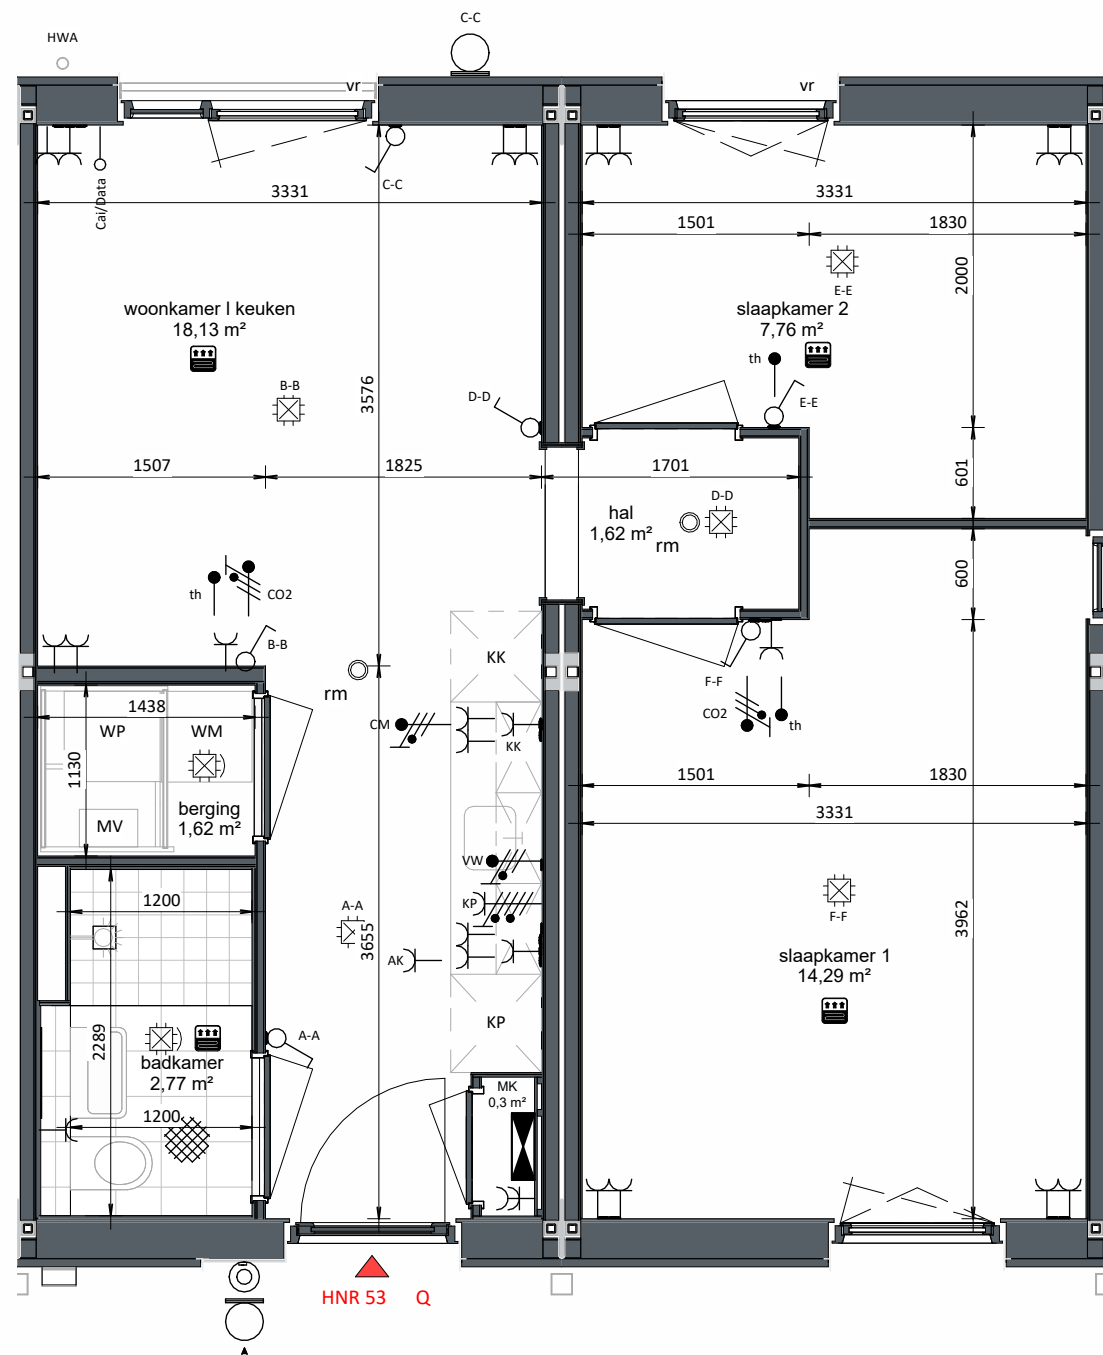 C-C
HWA
vr
vr
C-C
Cai/Data
3331
3331
1501
1830
2000
E-E
woonkamer I keuken
18,13 m²
slaapkamer 2
7,76 m²
th
B-B
3576
D-D
E-E
1507
1825
1701
601
D-D
hal
1,62 m²
rm
CO2
th
600
B-B
KK
rm
F-F
CO2
th
1438
WP
WM
CM
KK
1130
1501
1830
berging
1,62 m²
MV
3331
VW
1200
KP
A-A
3655
F-F
3962
AK
slaapkamer 1
14,29 m²
2289
A-A
KP
badkamer
2,77 m²
MK
0,3 m²
1200
HNR 53 Q